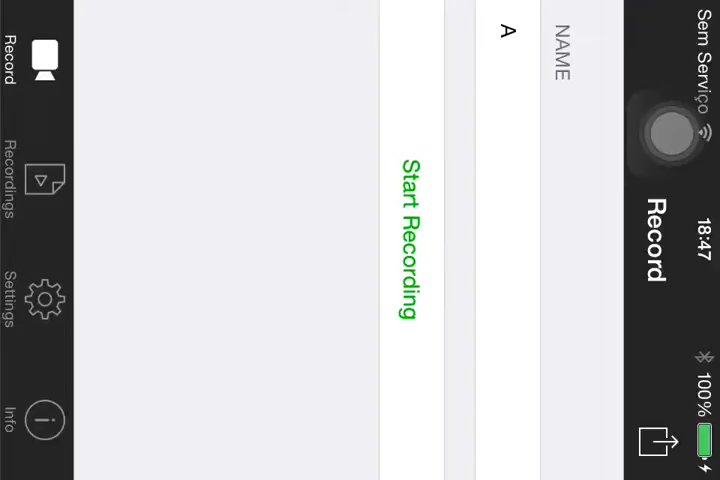 Sem Serviço 18:47 100%
Record
NAME
A
Start Recording
Record Recordings Settings Info